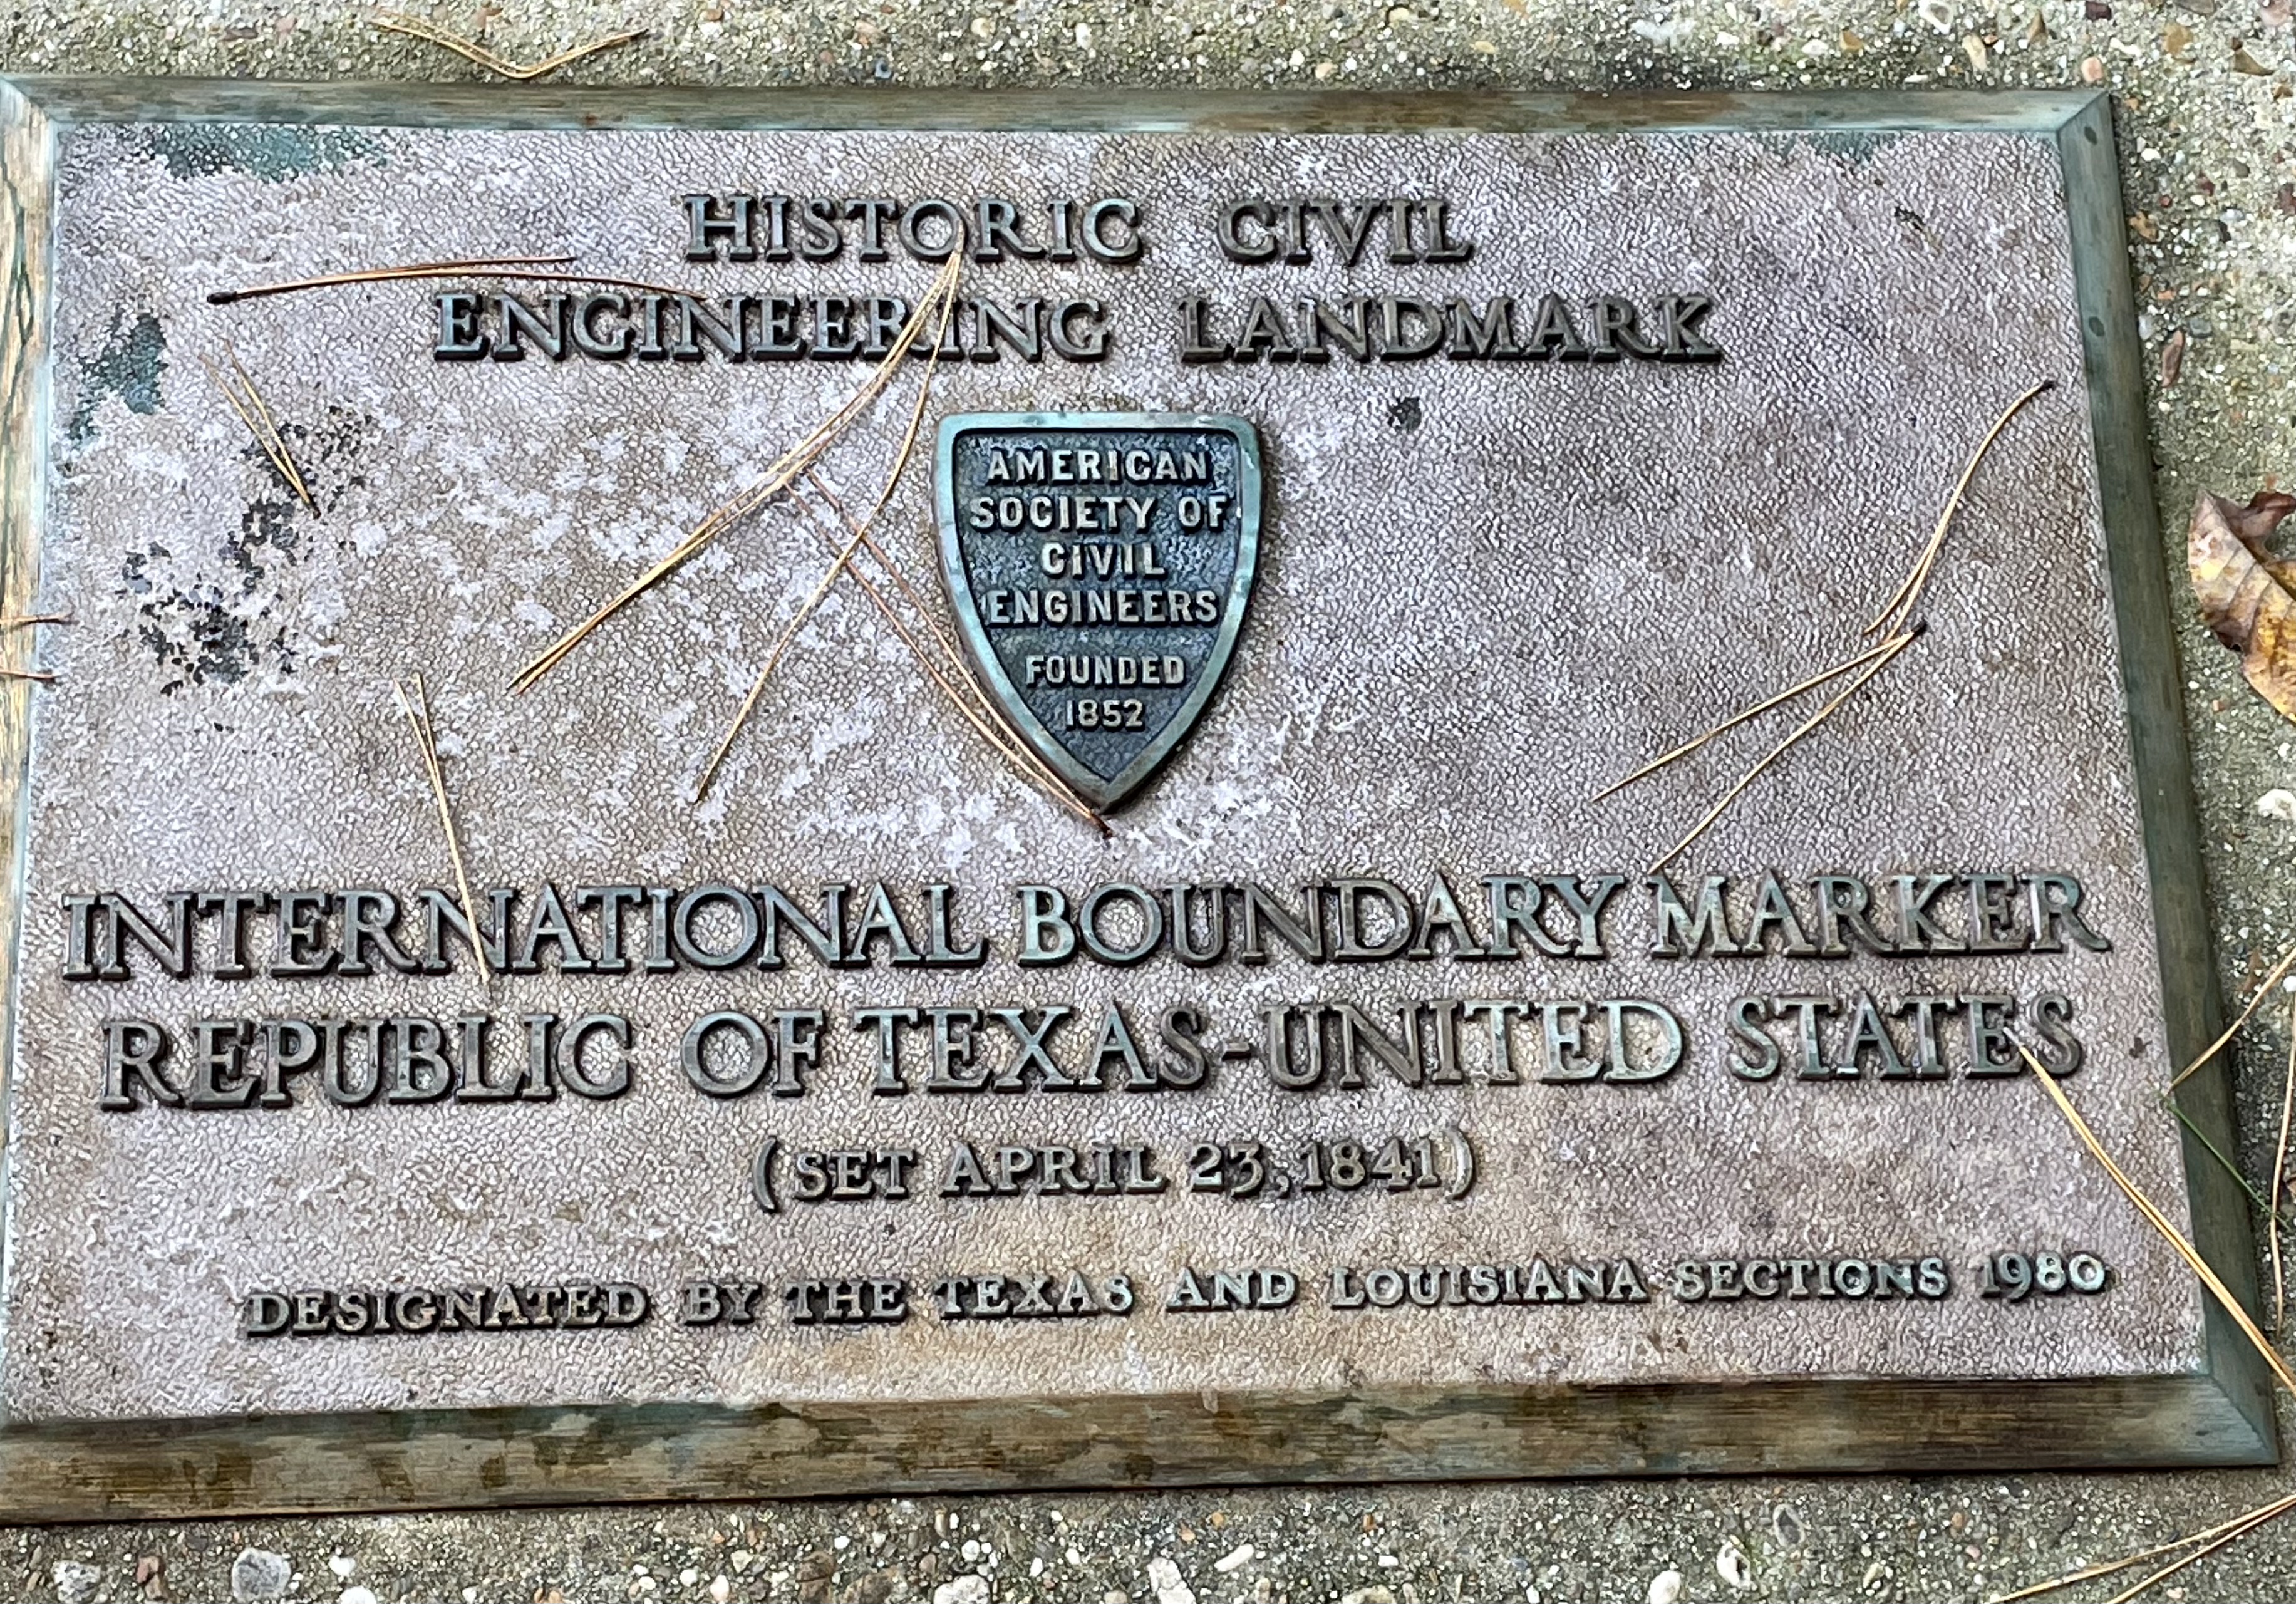 HISTORIC CIVIL
ENGINEERING LANDMARK
AMERICAN
SOCIETY OF
CIVIL
ENGINEERS
FOUNDED
1852
INTERNATIONAL BOUNDARY MARKER
REPUBLIC OF TEXAS-UNITED STATES
(SET APRIL 23, 1841)
DESIGNATED BY THE TEXAS AND LOUISIANA SECTIONS 1980